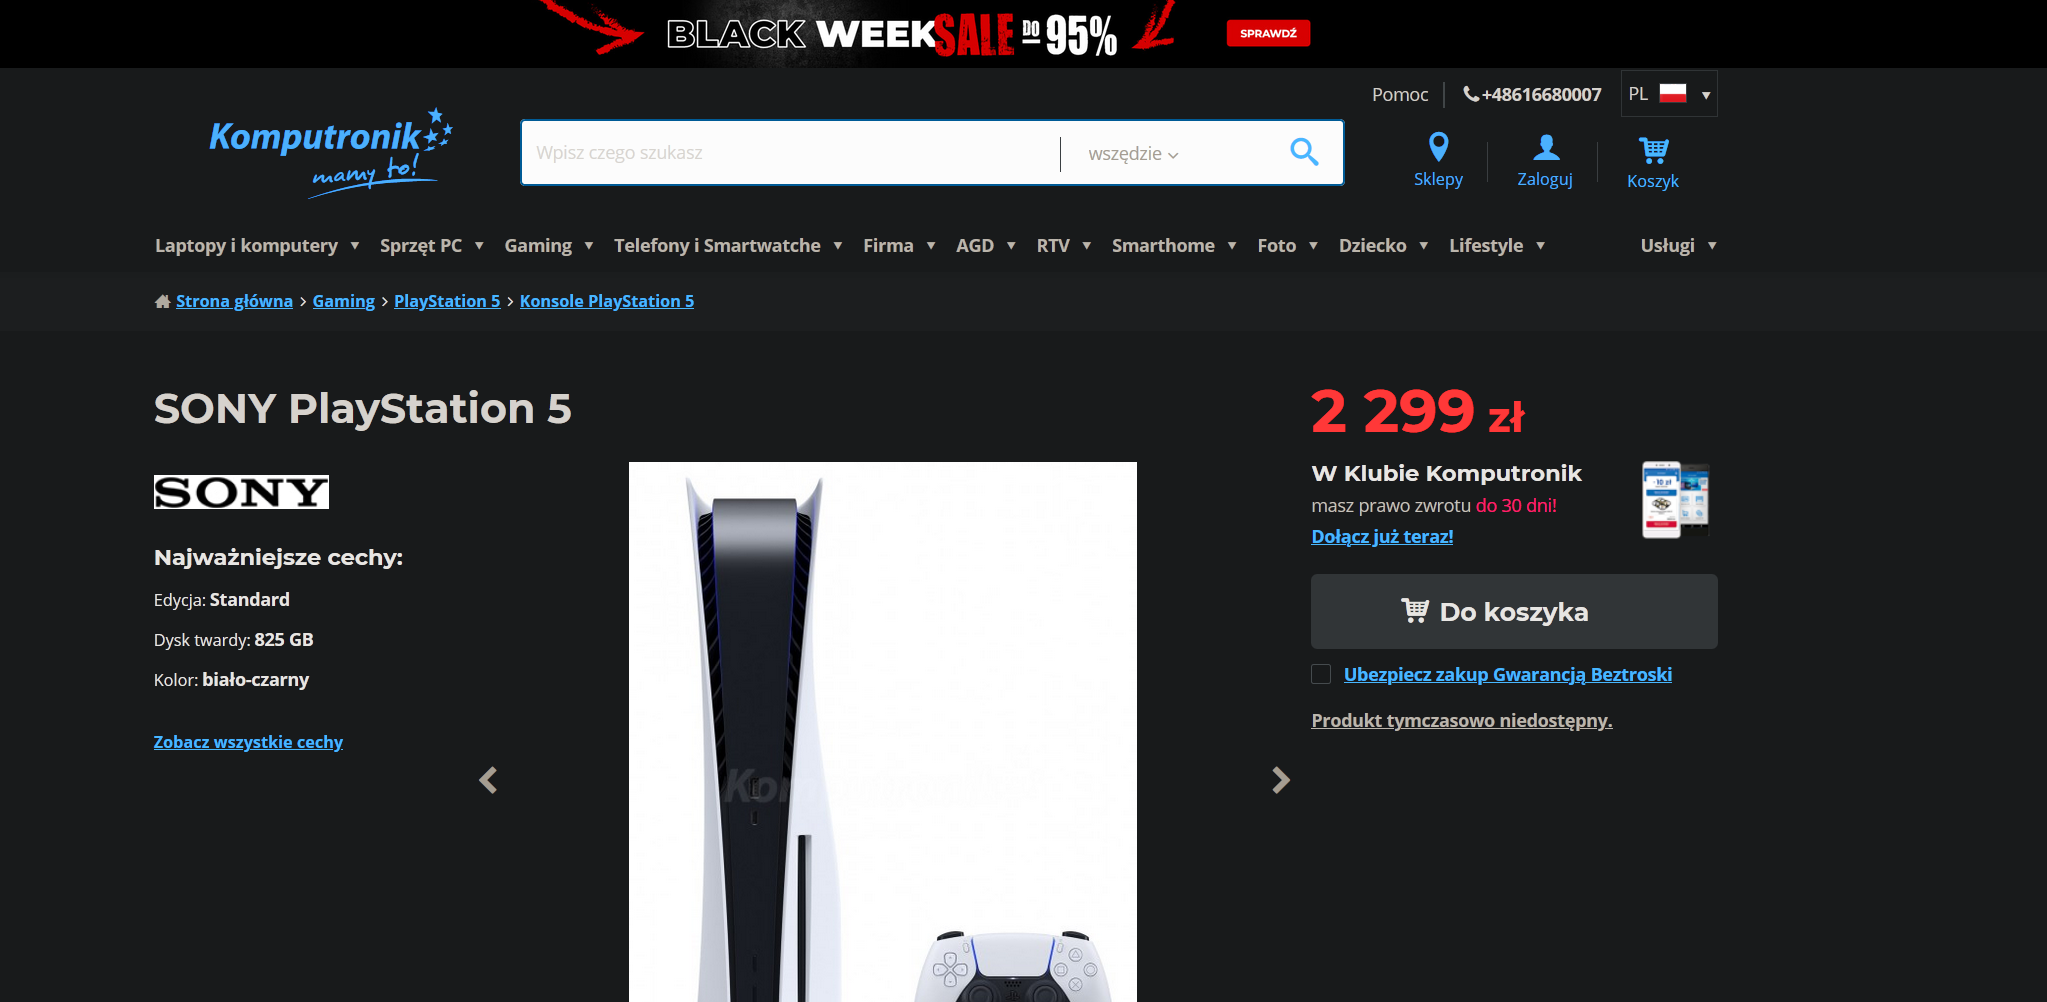 BLACK WEEK SALE DO 95%
SPRAWDŹ
Pomoc
+48616680007
PL
Komputronik
mamy to!
Wpisz czego szukasz
wszędzie
Sklepy
Zaloguj
Koszyk
Laptopy i komputery
Sprzęt PC
Gaming
Telefony i Smartwatche
Firma
AGD
RTV
Smarthome
Foto
Dziecko
Lifestyle
Usługi
Strona główna > Gaming > PlayStation 5 > Konsole PlayStation 5
SONY PlayStation 5
SONY
Najważniejsze cechy:
Edycja: Standard
Dysk twardy: 825 GB
Kolor: biało-czarny
Zobacz wszystkie cechy
Kom
2 299 zł
W Klubie Komputronik
masz prawo zwrotu do 30 dni!
Dołącz już teraz!
-10 zł
Do koszyka
Ubezpiecz zakup Gwarancją Beztroski
Produkt tymczasowo niedostępny.